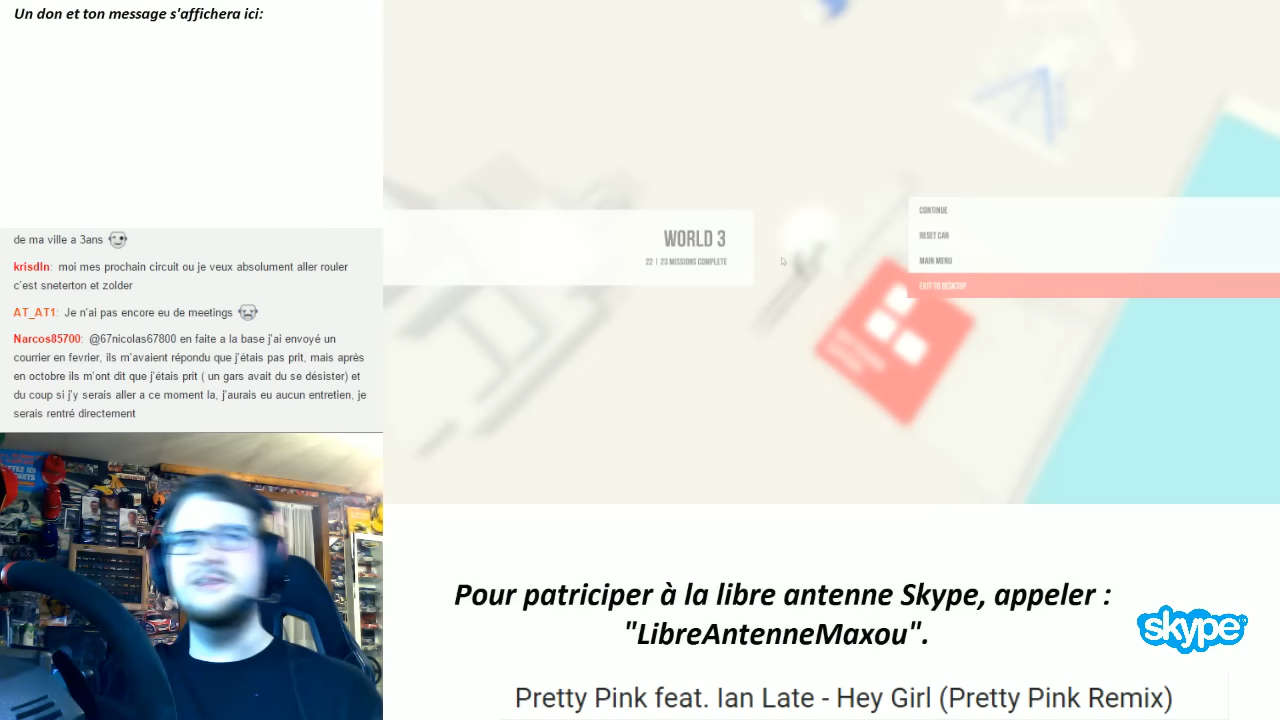 Un don et ton message s'affichera ici:
de ma ville a 3ans
krisdln: moi mes prochain circuit ou je veux absolument aller rouler
c'est sneterton et zolder
AT_AT1: Je n'ai pas encore eu de meetings
Narcos85700: @67nicolas67800 en faite a la base j'ai envoyé un
courrier en fevrier, ils m'avaient répondu que j'étais pas prit, mais après
en octobre ils m'ont dit que j'étais prit ( un gars avait du se désister) et
du coup si j'y serais aller a ce moment la, j'aurais eu aucun entretien, je
serais rentré directement
WORLD 3
22 | 23 MISSIONS COMPLETE
CONTINUE
RESET CAR
MAIN MENU
EXIT TO DESKTOP
Pour patriciper à la libre antenne Skype, appeler :
"LibreAntenneMaxou".
skype
Pretty Pink feat. Ian Late - Hey Girl (Pretty Pink Remix)